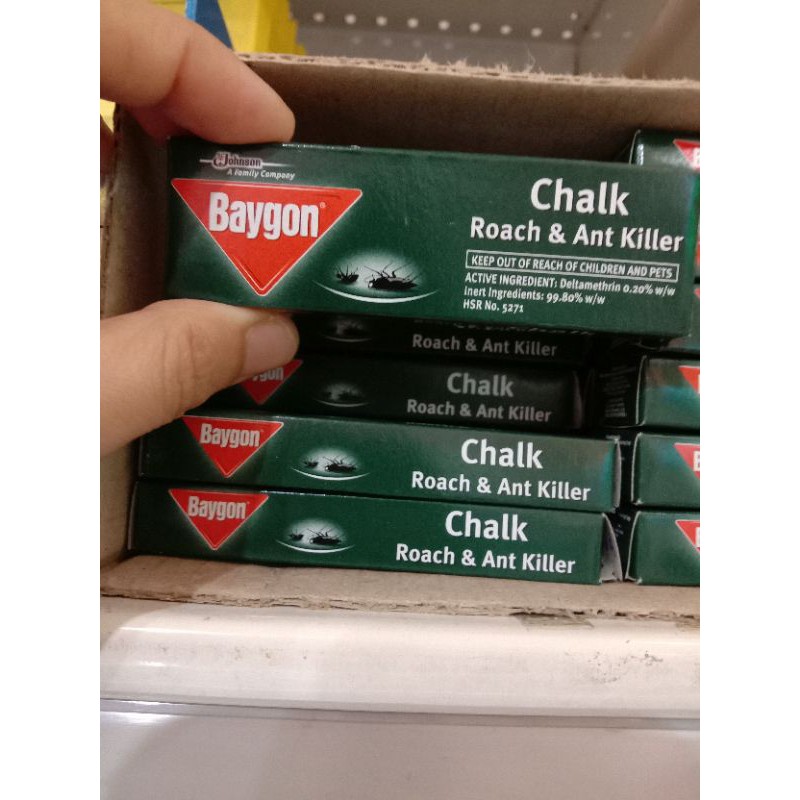 Johnson
A Family Company
Baygon®
Chalk
Roach & Ant Killer
KEEP OUT OF REACH OF CHILDREN AND PETS
ACTIVE INGREDIENT: Deltamethrin 0.20% w/w
Inert Ingredients: 99.80% w/w
HSR No. 5271
Roach & Ant Killer
Chalk
Roach & Ant Killer
Baygon
Chalk
Roach & Ant Killer
Baygon
Chalk
Roach & Ant Killer